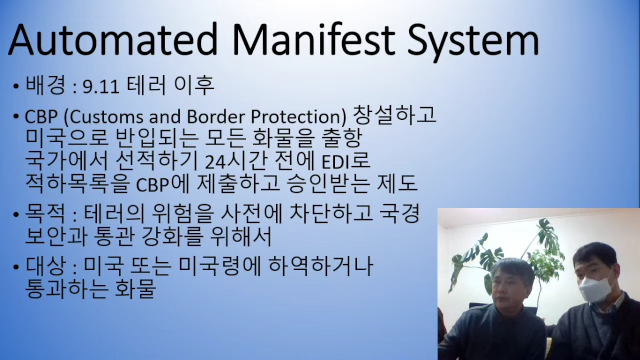 Automated Manifest System
• 배경 : 9.11 테러 이후
• CBP (Customs and Border Protection) 창설하고
미국으로 반입되는 모든 화물을 출항
국가에서 선적하기 24시간 전에 EDI로
적하목록을 CBP에 제출하고 승인받는 제도
• 목적 : 테러의 위험을 사전에 차단하고 국경
보안과 통관 강화를 위해서
• 대상 : 미국 또는 미국령에 하역하거나
통과하는 화물